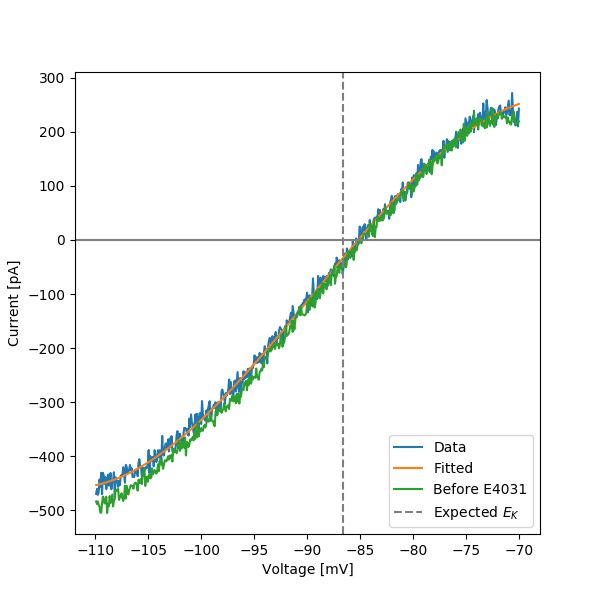 300
200
100
0
−100
−200
−300
−400
−500
Current [pA]
Data
Fitted
Before E4031
Expected E_K
−110 −105 −100 −95 −90 −85 −80 −75 −70
Voltage [mV]